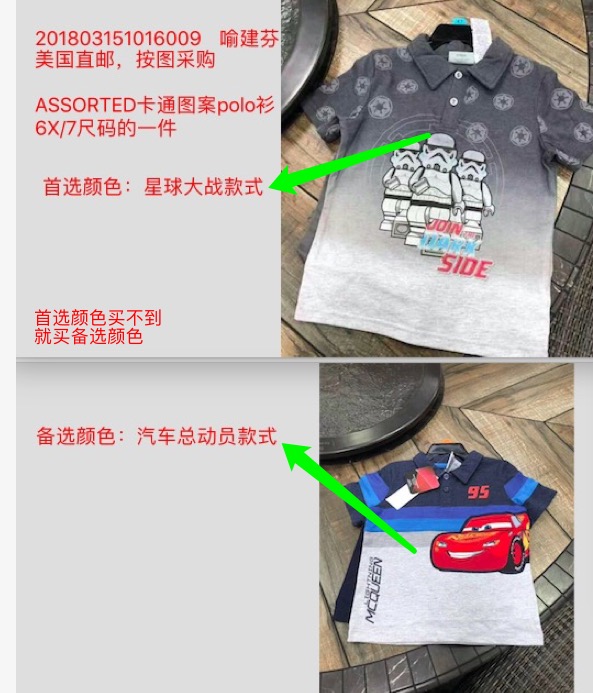 201803151016009 喻建芬
美国直邮，按图采购
ASSORTED卡通图案polo衫
6X/7尺码的一件
首选颜色：星球大战款式
首选颜色买不到
就买备选颜色
JOIN
SIDE
备选颜色：汽车总动员款式
95
LIGHTNING
MCQUEEN